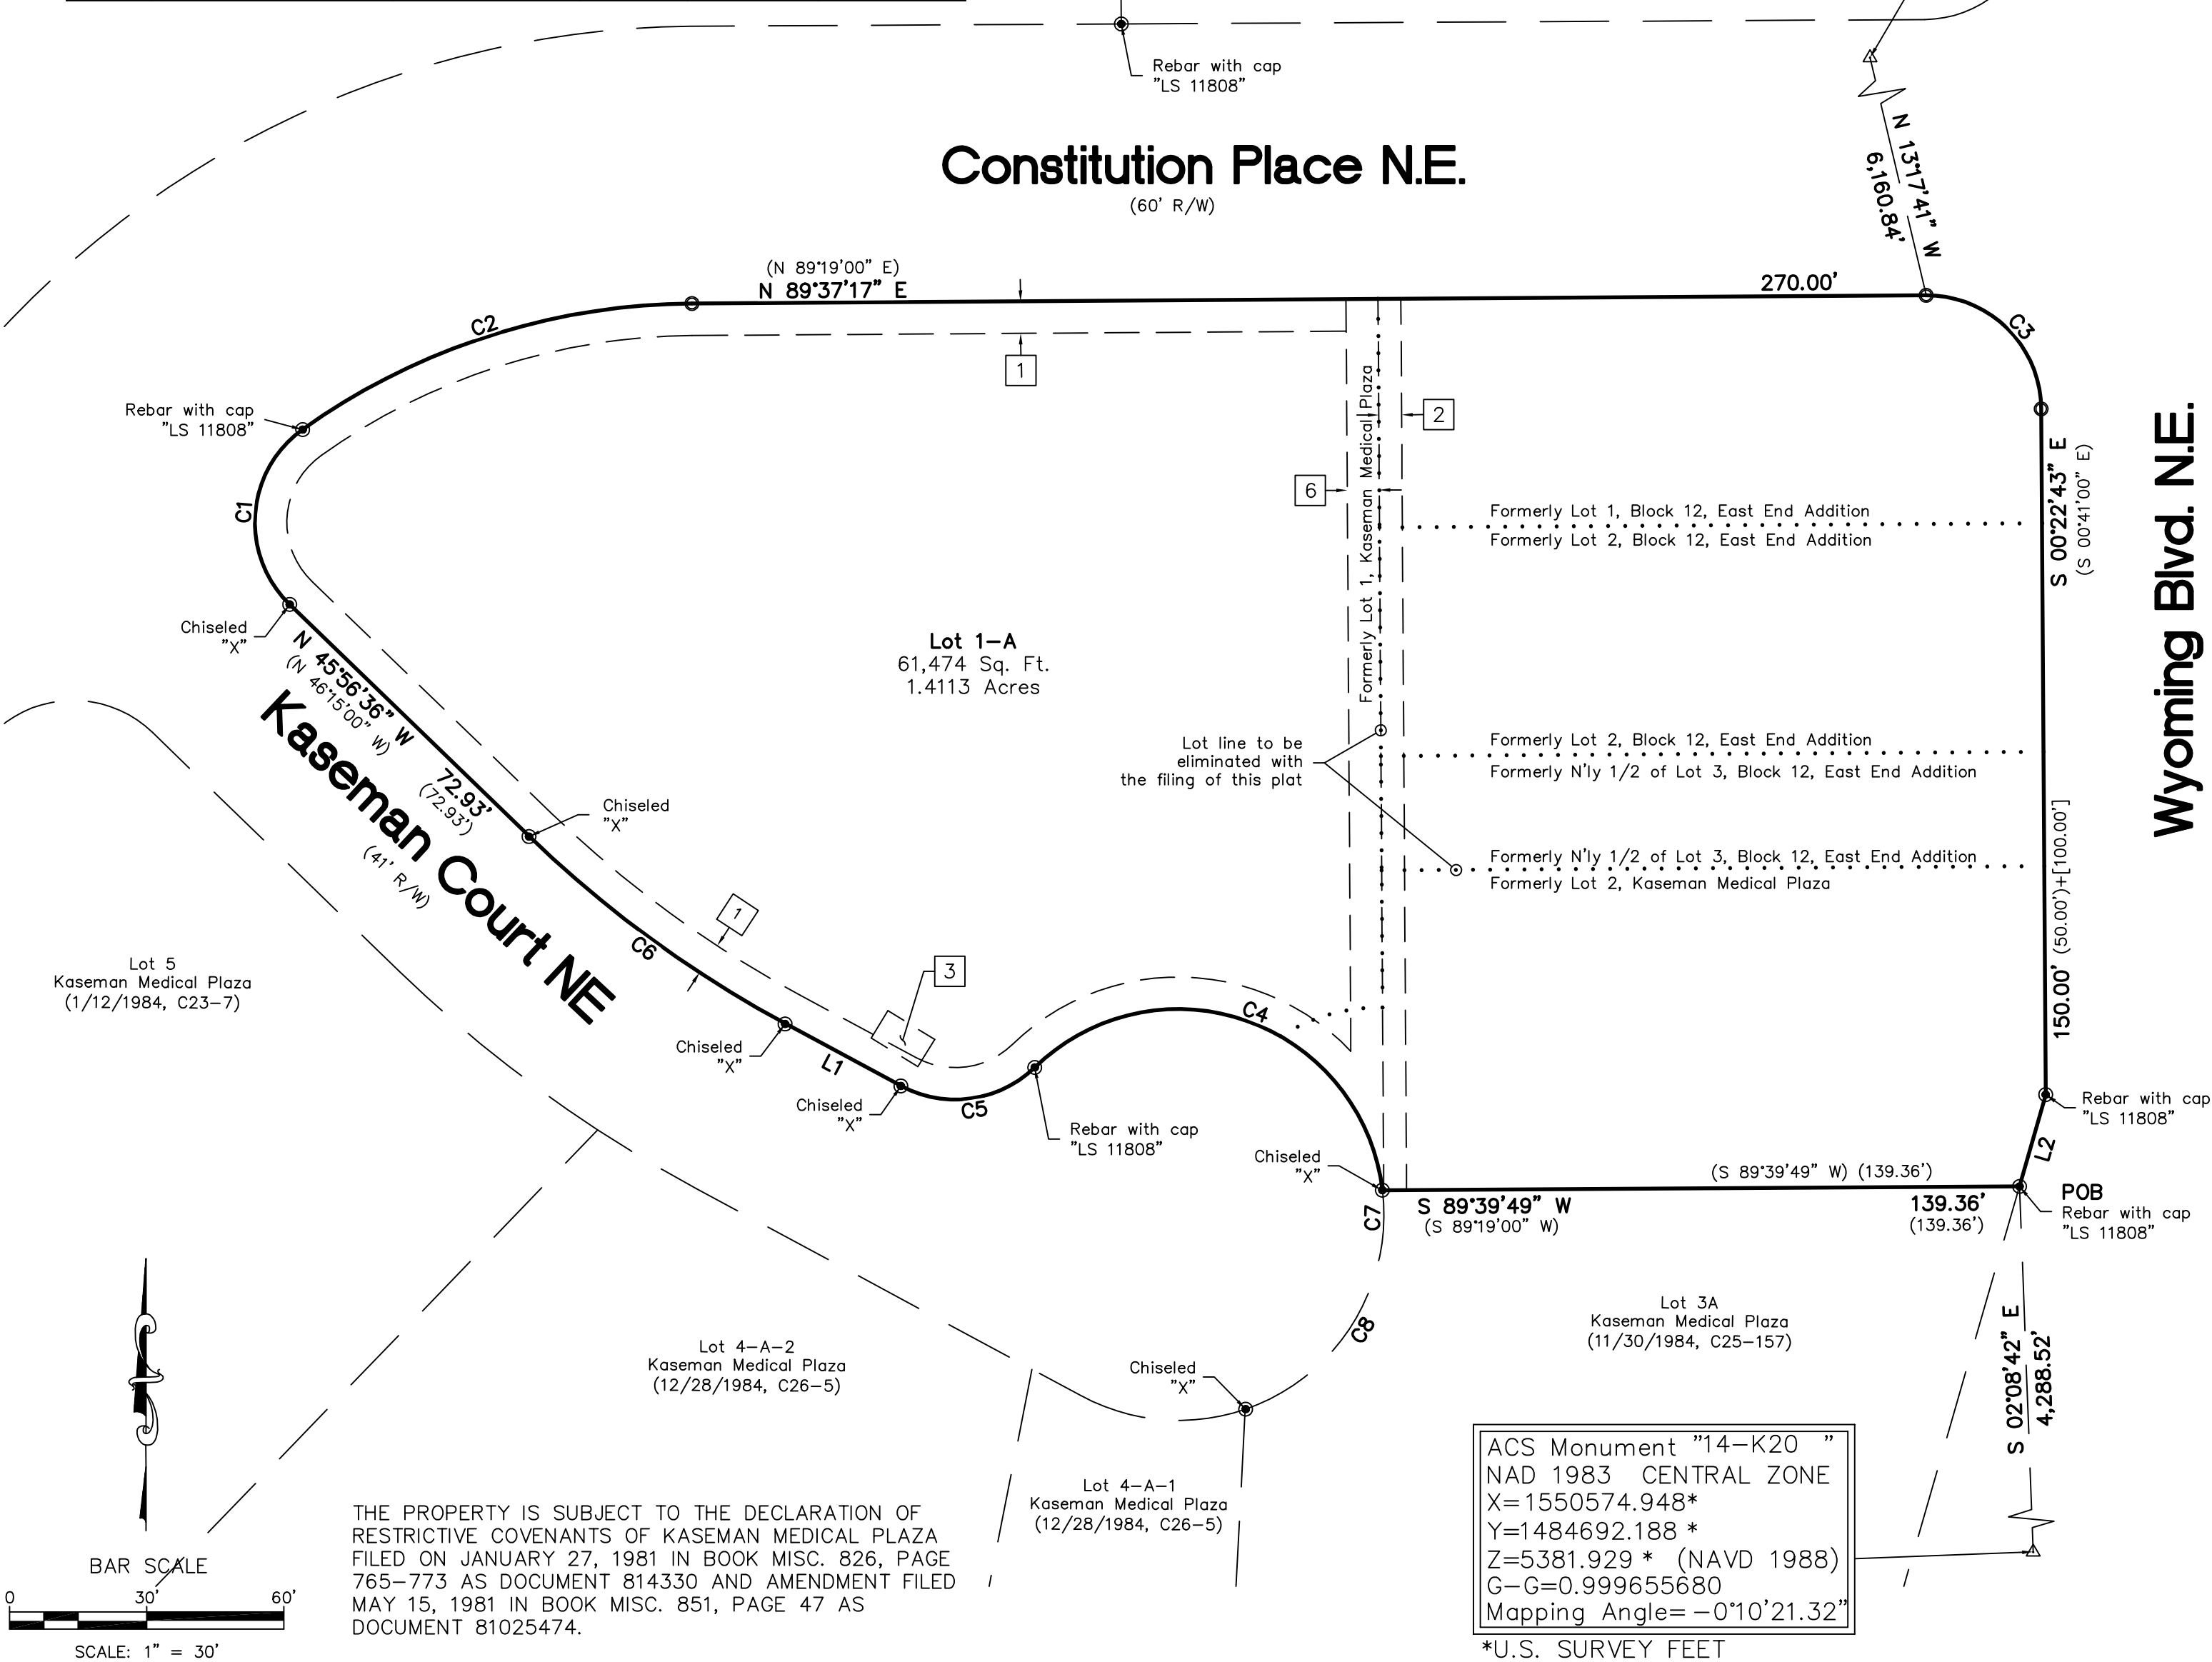 Rebar with cap
"LS 11808"
Constitution Place N.E.
(60' R/W)
N 13°17'41" W
6,160.84'
(N 89°19'00" E)
N 89°37'17" E
270.00'
C2
C3
1
Rebar with cap
"LS 11808"
C1
2
6
Formerly Lot 1, Kaseman Medical Plaza
S 00°22'43" E
(S 00°41'00" E)
Wyoming Blvd. N.E.
Formerly Lot 1, Block 12, East End Addition
Formerly Lot 2, Block 12, East End Addition
Chiseled
"X"
N 45°56'36" W
(N 46°15'00" W)
72.93'
(72.93')
Kaseman Court NE
(41' R/W)
Lot 1-A
61,474 Sq. Ft.
1.4113 Acres
Lot line to be
eliminated with
the filing of this plat
Formerly Lot 2, Block 12, East End Addition
Formerly N'ly 1/2 of Lot 3, Block 12, East End Addition
Formerly N'ly 1/2 of Lot 3, Block 12, East End Addition
Formerly Lot 2, Kaseman Medical Plaza
150.00' (50.00')+[100.00']
Chiseled
"X"
1
C6
3
Lot 5
Kaseman Medical Plaza
(1/12/1984, C23-7)
Chiseled
"X"
L1
Chiseled
"X"
C5
C4
Rebar with cap
"LS 11808"
Chiseled
"X"
Rebar with cap
"LS 11808"
L2
(S 89°39'49" W) (139.36')
S 89°39'49" W
(S 89°19'00" W)
139.36'
(139.36')
POB
Rebar with cap
"LS 11808"
C7
C8
Lot 3A
Kaseman Medical Plaza
(11/30/1984, C25-157)
S 02°08'42" E
4,288.52'
Lot 4-A-2
Kaseman Medical Plaza
(12/28/1984, C26-5)
Chiseled
"X"
Lot 4-A-1
Kaseman Medical Plaza
(12/28/1984, C26-5)
ACS Monument "14-K20 "
NAD 1983 CENTRAL ZONE
X=1550574.948*
Y=1484692.188 *
Z=5381.929 * (NAVD 1988)
G-G=0.999655680
Mapping Angle= -0°10'21.32"
*U.S. SURVEY FEET
THE PROPERTY IS SUBJECT TO THE DECLARATION OF
RESTRICTIVE COVENANTS OF KASEMAN MEDICAL PLAZA
FILED ON JANUARY 27, 1981 IN BOOK MISC. 826, PAGE
765-773 AS DOCUMENT 814330 AND AMENDMENT FILED
MAY 15, 1981 IN BOOK MISC. 851, PAGE 47 AS
DOCUMENT 81025474.
BAR SCALE
0 30' 60'
SCALE: 1" = 30'